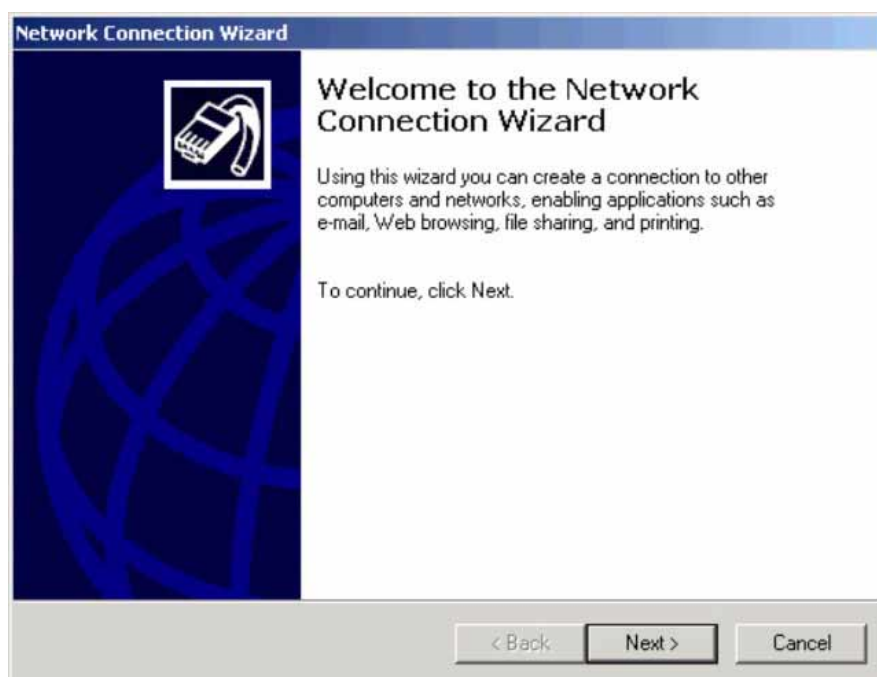 Network Connection Wizard
Welcome to the Network
Connection Wizard
Using this wizard you can create a connection to other
computers and networks, enabling applications such as
e-mail, Web browsing, file sharing, and printing.
To continue, click Next.
< Back
Next >
Cancel